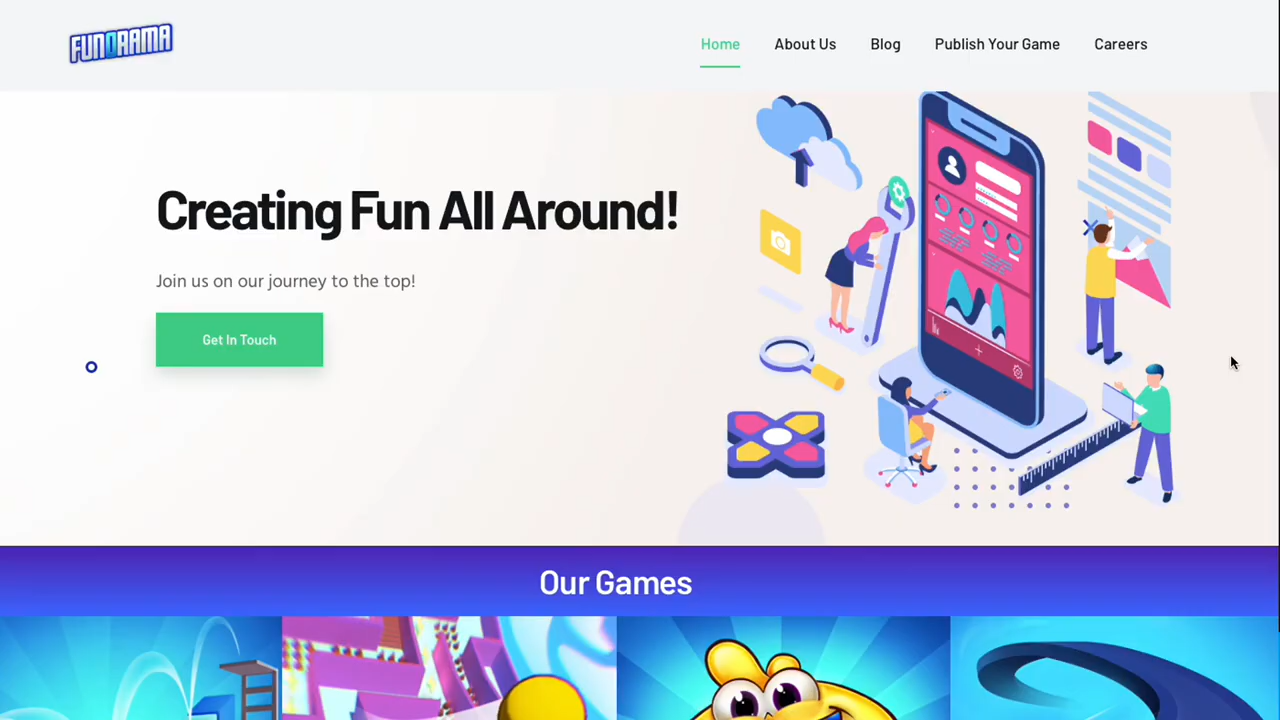 FUNORAMA
Home About Us Blog Publish Your Game Careers
Creating Fun All Around!
Join us on our journey to the top!
Get In Touch
Our Games